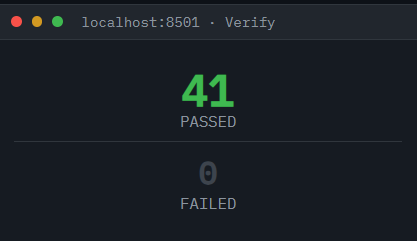 localhost:8501 · Verify
41
PASSED
0
FAILED